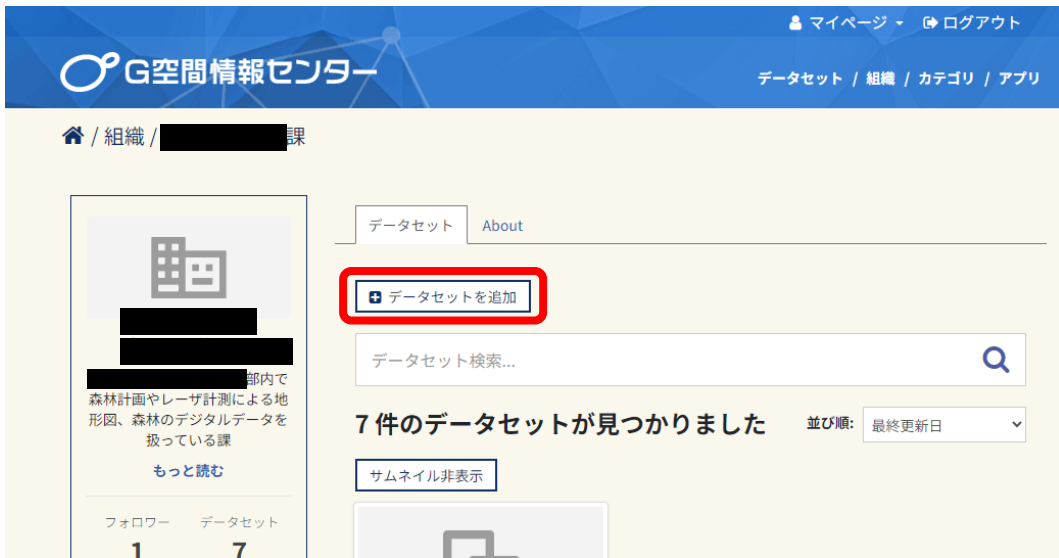 マイページ ログアウト
G空間情報センター
データセット / 組織 / カテゴリ / アプリ
/ 組織 / 課
データセット About
データセットを追加
データセット検索...
部内で
森林計画やレーザ計測による地
形図、森林のデジタルデータを
扱っている課
もっと読む
7 件のデータセットが見つかりました
並び順: 最終更新日
サムネイル非表示
フォロワー データセット
1 7